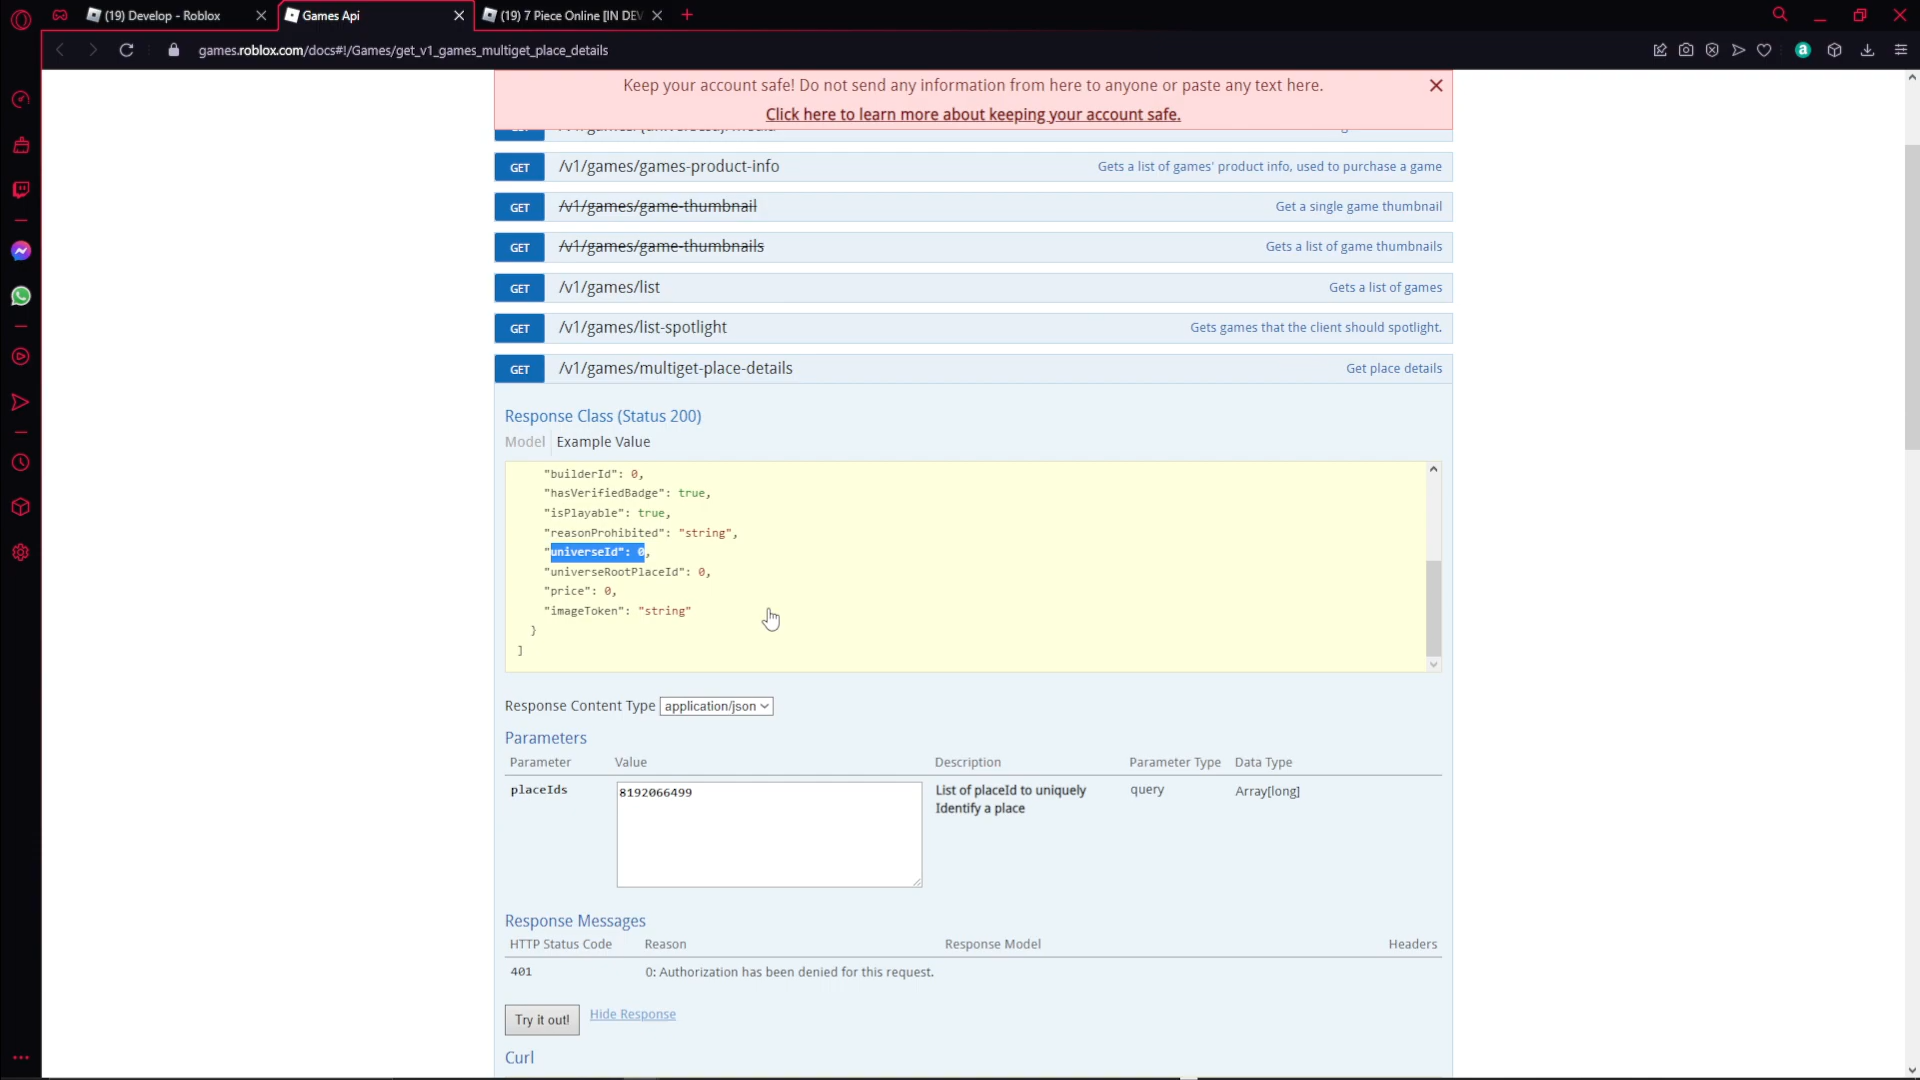 (19) Develop - Roblox
Games Api
(19) 7 Piece Online [IN DEV
games.roblox.com/docs#!/Games/get_v1_games_multiget_place_details
Keep your account safe! Do not send any information from here to anyone or paste any text here.
Click here to learn more about keeping your account safe.
GET /v1/games/games-product-info Gets a list of games' product info, used to purchase a game
GET /v1/games/game-thumbnail Get a single game thumbnail
GET /v1/games/game-thumbnails Gets a list of game thumbnails
GET /v1/games/list Gets a list of games
GET /v1/games/list-spotlight Gets games that the client should spotlight.
GET /v1/games/multiget-place-details Get place details
Response Class (Status 200)
Model Example Value
"builderId": 0,
"hasVerifiedBadge": true,
"isPlayable": true,
"reasonProhibited": "string",
"universeId": 0,
"universeRootPlaceId": 0,
"price": 0,
"imageToken": "string"
}
]
Response Content Type application/json
Parameters
Parameter Value Description Parameter Type Data Type
placeIds 8192066499 List of placeId to uniquely query Array[long]
Identify a place
Response Messages
HTTP Status Code Reason Response Model Headers
401 0: Authorization has been denied for this request.
Try it out! Hide Response
Curl